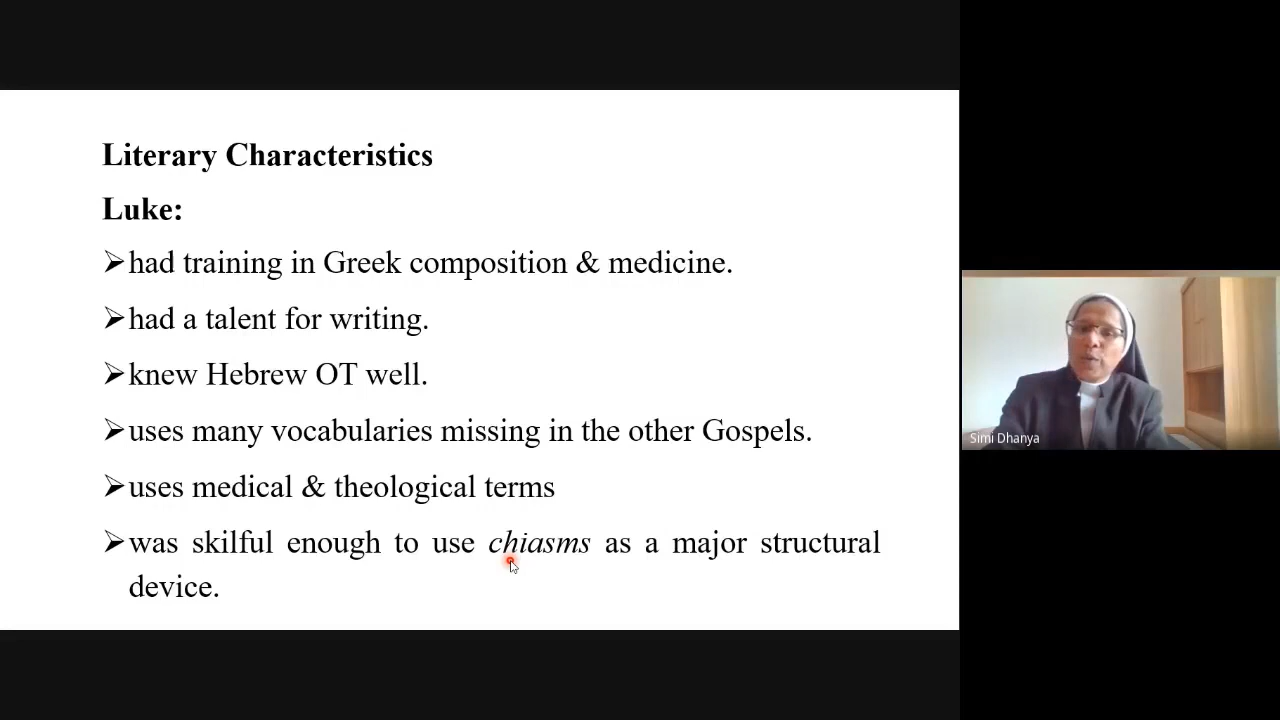 Literary Characteristics
Luke:
➢had training in Greek composition & medicine.
➢had a talent for writing.
➢knew Hebrew OT well.
➢uses many vocabularies missing in the other Gospels.
➢uses medical & theological terms
➢was skilful enough to use chiasms as a major structural
device.
Simi Dhanya